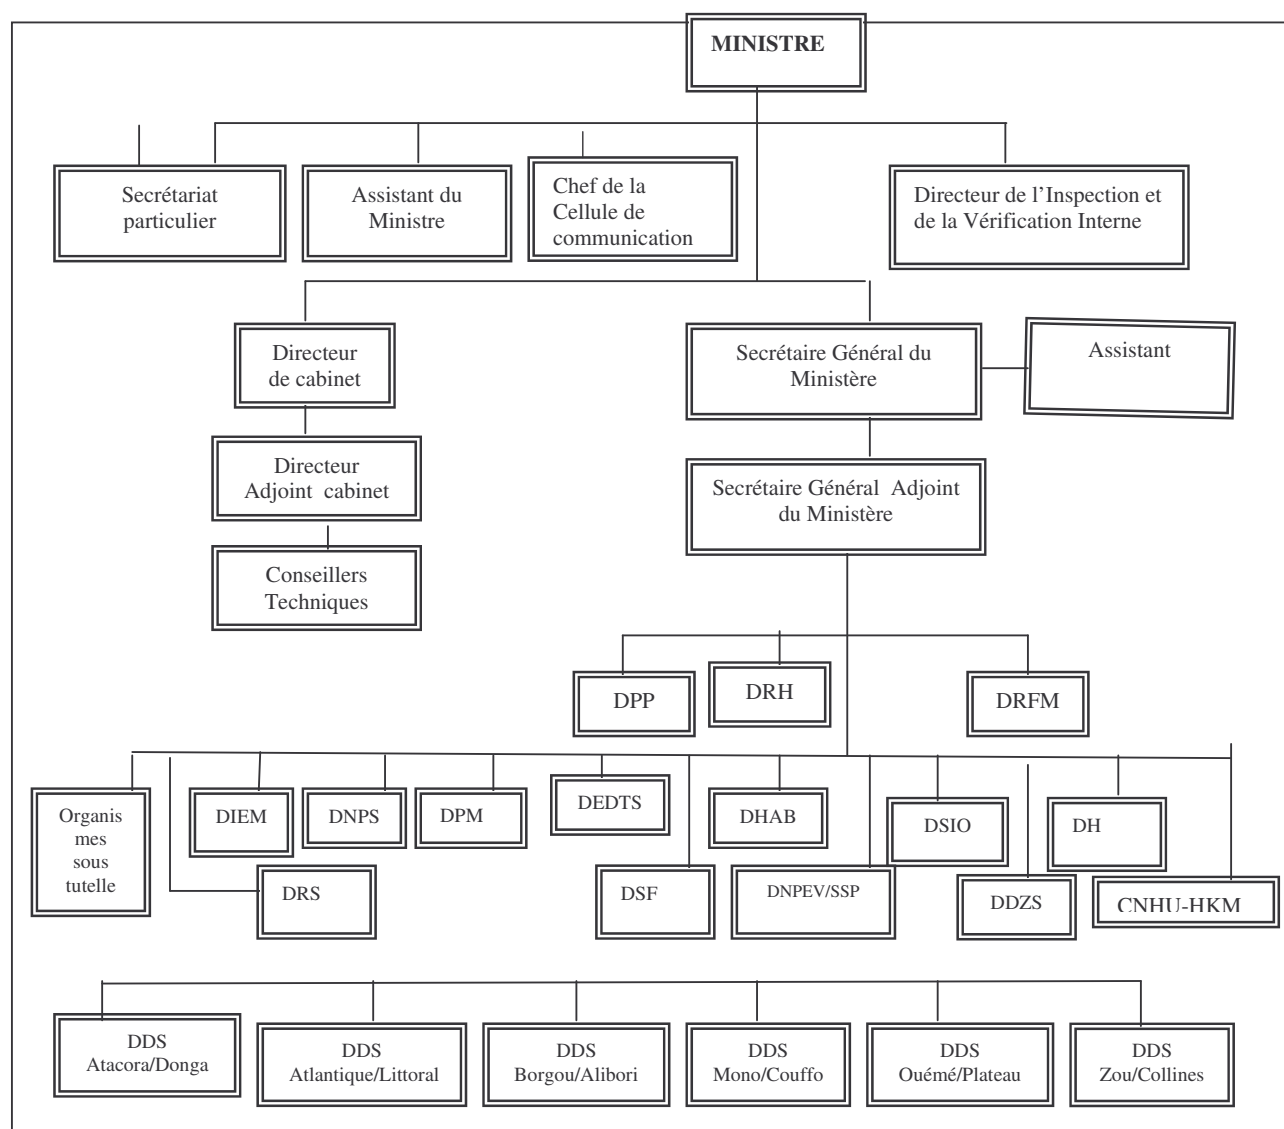 MINISTRE
Secrétariat
particulier
Assistant du
Ministre
Chef de la
Cellule de
communication
Directeur de l’Inspection et
de la Vérification Interne
Directeur
de cabinet
Secrétaire Général du
Ministère
Assistant
Directeur
Adjoint cabinet
Secrétaire Général Adjoint
du Ministère
Conseillers
Techniques
DPP
DRH
DRFM
Organis
mes
sous
tutelle
DIEM
DNPS
DPM
DEDTS
DHAB
DSIO
DH
DRS
DSF
DNPEV/SSP
DDZS
CNHU-HKM
DDS
Atacora/Donga
DDS
Atlantique/Littoral
DDS
Borgou/Alibori
DDS
Mono/Couffo
DDS
Ouémé/Plateau
DDS
Zou/Collines